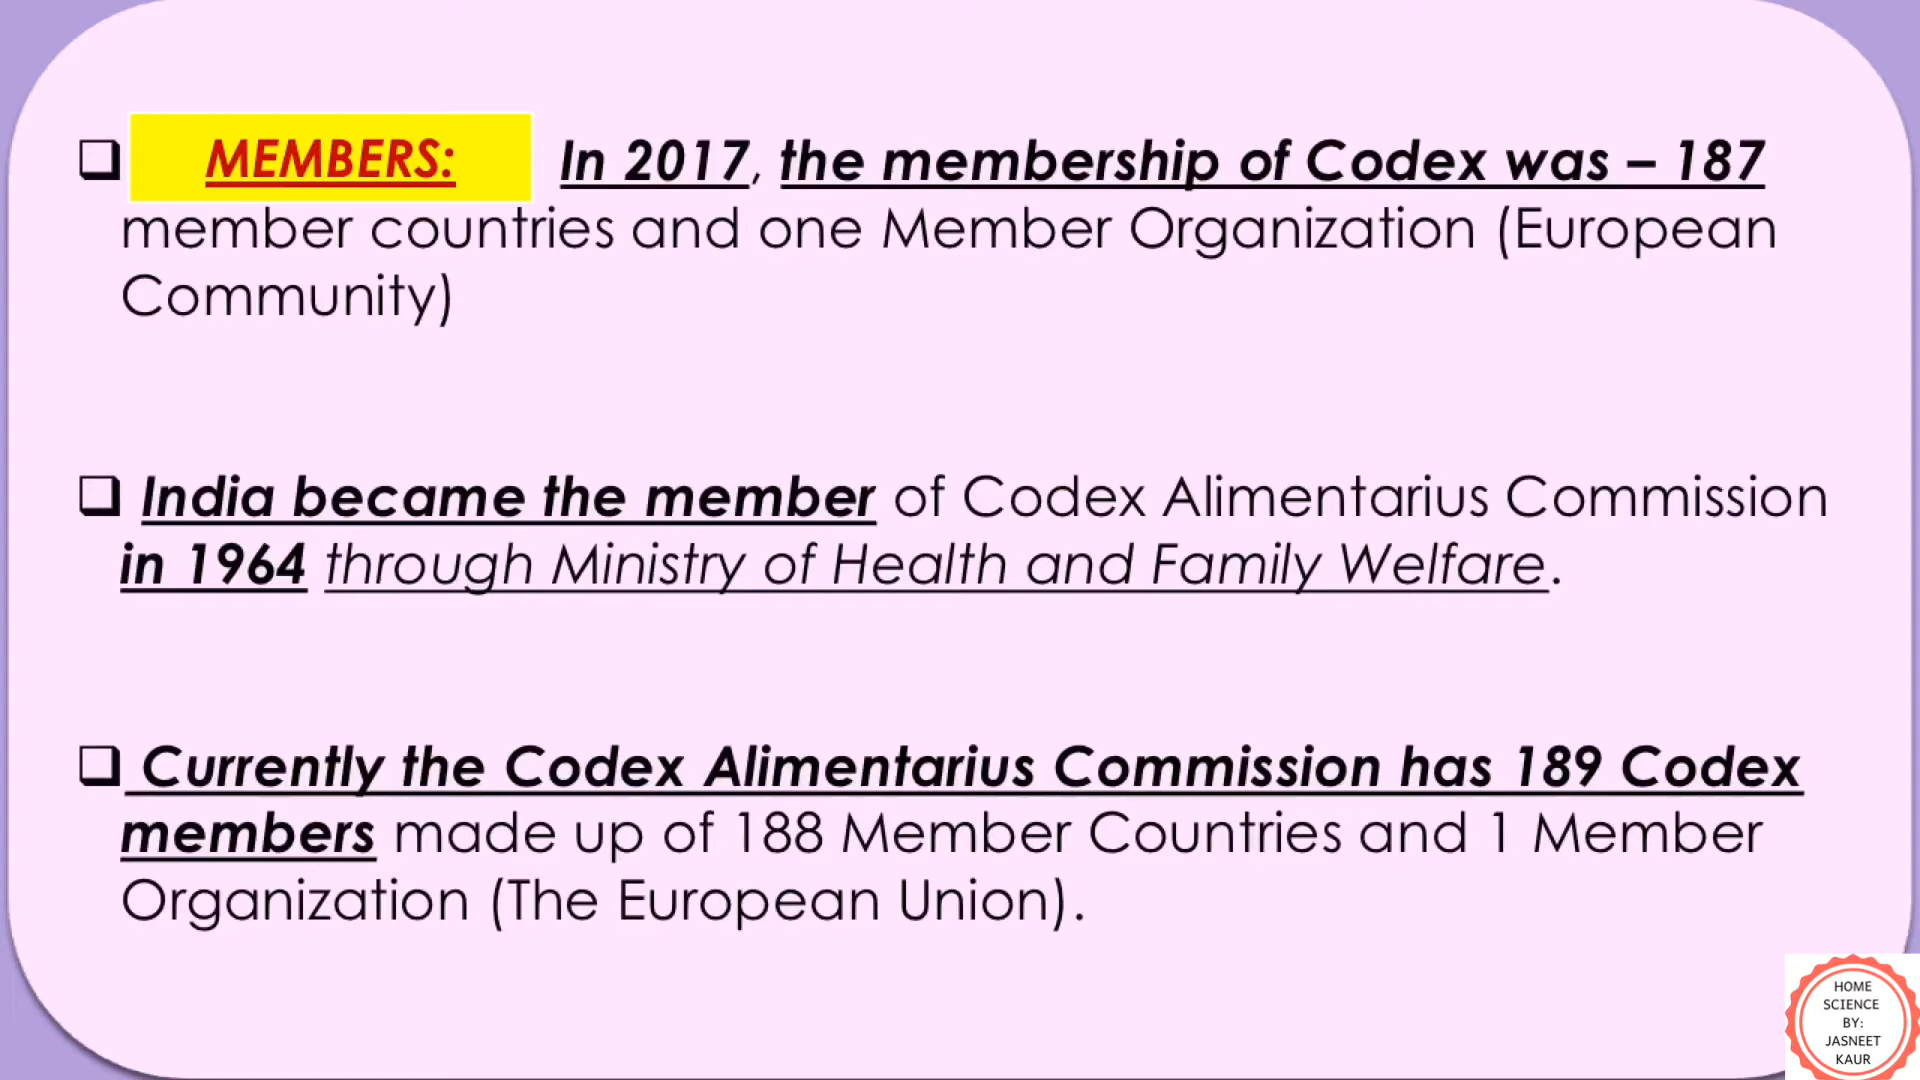 ❑ MEMBERS: In 2017, the membership of Codex was – 187
member countries and one Member Organization (European
Community)
❑ India became the member of Codex Alimentarius Commission
in 1964 through Ministry of Health and Family Welfare.
❑ Currently the Codex Alimentarius Commission has 189 Codex
members made up of 188 Member Countries and 1 Member
Organization (The European Union).
HOME
SCIENCE
BY:
JASNEET
KAUR